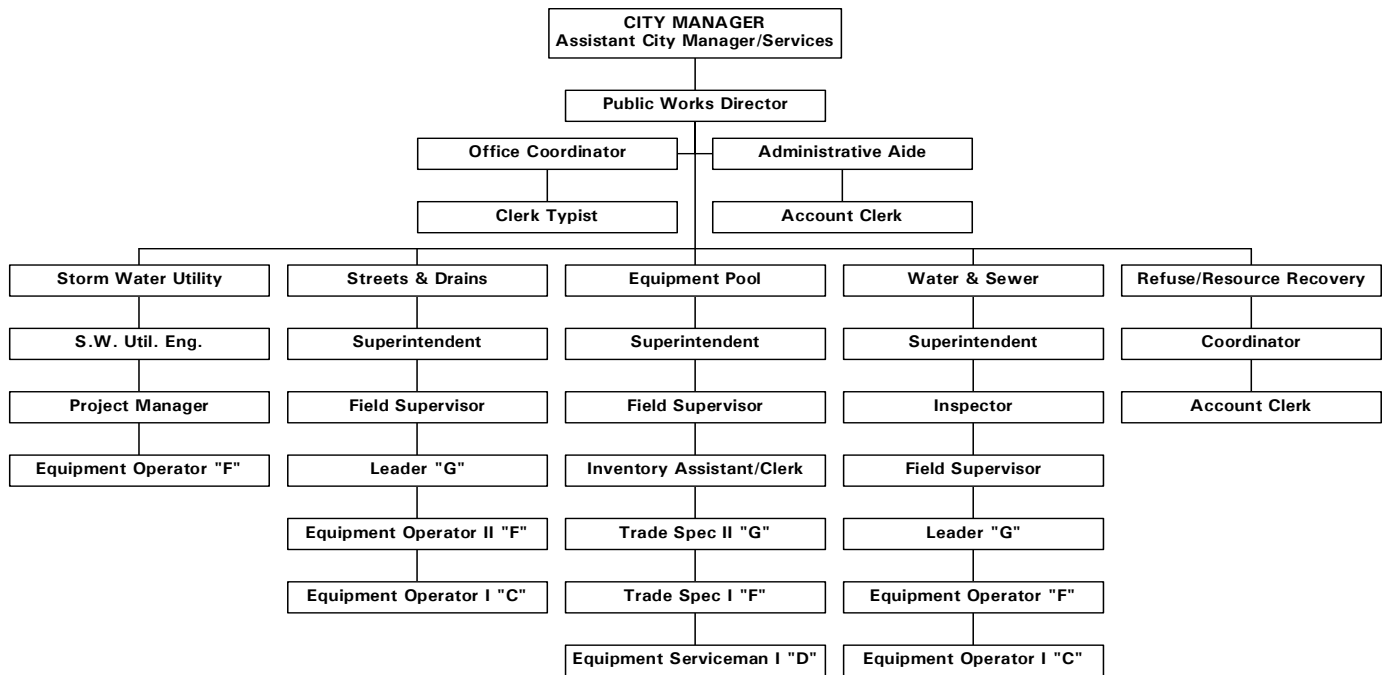 CITY MANAGER
Assistant City Manager/Services
Public Works Director
Office Coordinator
Administrative Aide
Clerk Typist
Account Clerk
Storm Water Utility
Streets & Drains
Equipment Pool
Water & Sewer
Refuse/Resource Recovery
S.W. Util. Eng.
Superintendent
Superintendent
Superintendent
Coordinator
Project Manager
Field Supervisor
Field Supervisor
Inspector
Account Clerk
Equipment Operator "F"
Leader "G"
Inventory Assistant/Clerk
Field Supervisor
Equipment Operator II "F"
Trade Spec II "G"
Leader "G"
Equipment Operator I "C"
Trade Spec I "F"
Equipment Operator "F"
Equipment Serviceman I "D"
Equipment Operator I "C"